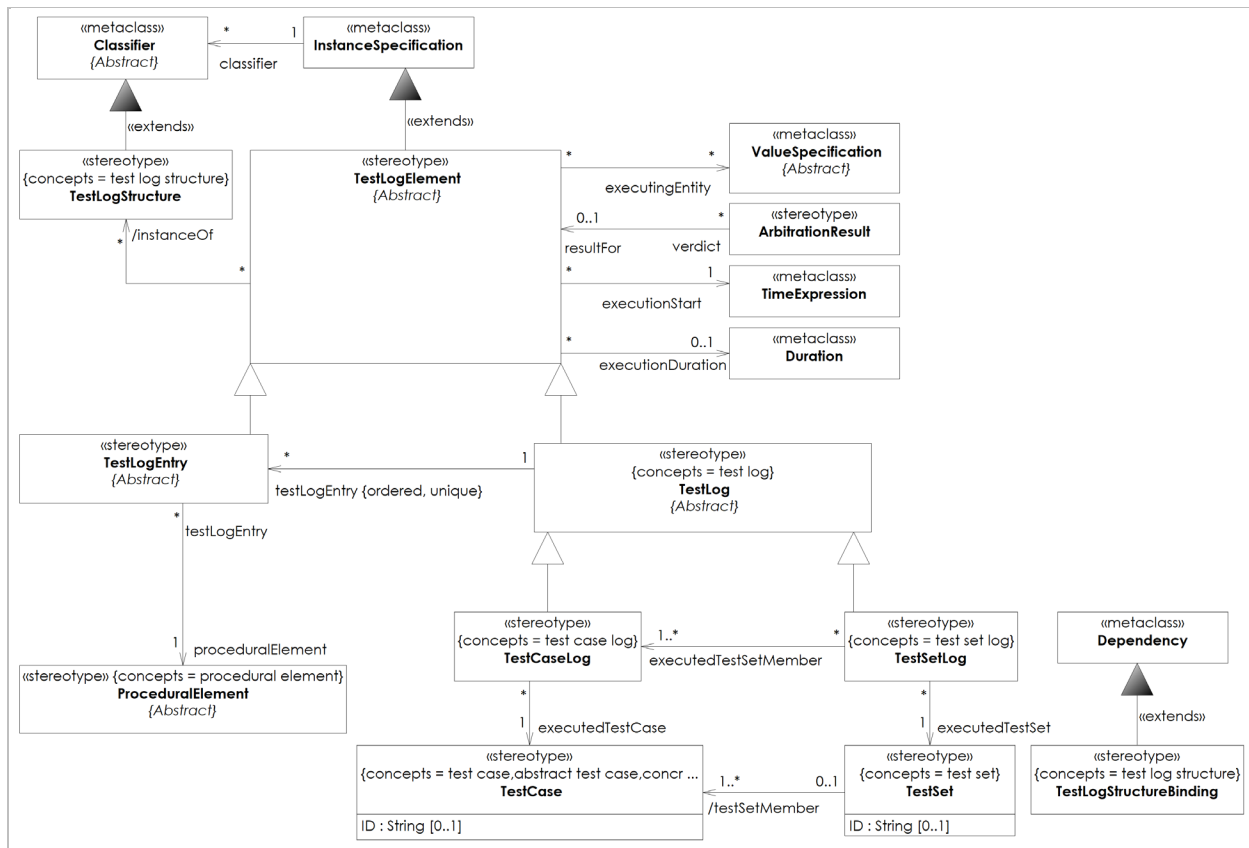 «metaclass»
Classifier
{Abstract}
*
1
classifier
«metaclass»
InstanceSpecification
«extends»
«extends»
«stereotype»
{concepts = test log structure}
TestLogStructure
/instanceOf
*
*
«stereotype»
TestLogElement
{Abstract}
*
*
executingEntity
«metaclass»
ValueSpecification
{Abstract}
0..1
*
resultFor
verdict
«stereotype»
ArbitrationResult
*
1
executionStart
«metaclass»
TimeExpression
*
0..1
executionDuration
«metaclass»
Duration
«stereotype»
TestLogEntry
{Abstract}
*
1
testLogEntry {ordered, unique}
«stereotype»
{concepts = test log}
TestLog
{Abstract}
*
testLogEntry
1
proceduralElement
«stereotype» {concepts = procedural element}
ProceduralElement
{Abstract}
«stereotype»
{concepts = test case log}
TestCaseLog
1..*
*
executedTestSetMember
«stereotype»
{concepts = test set log}
TestSetLog
«metaclass»
Dependency
*
1
executedTestCase
*
1
executedTestSet
«extends»
«stereotype»
{concepts = test case,abstract test case,concr ...
TestCase
ID : String [0..1]
1..*
0..1
/testSetMember
«stereotype»
{concepts = test set}
TestSet
ID : String [0..1]
«stereotype»
{concepts = test log structure}
TestLogStructureBinding